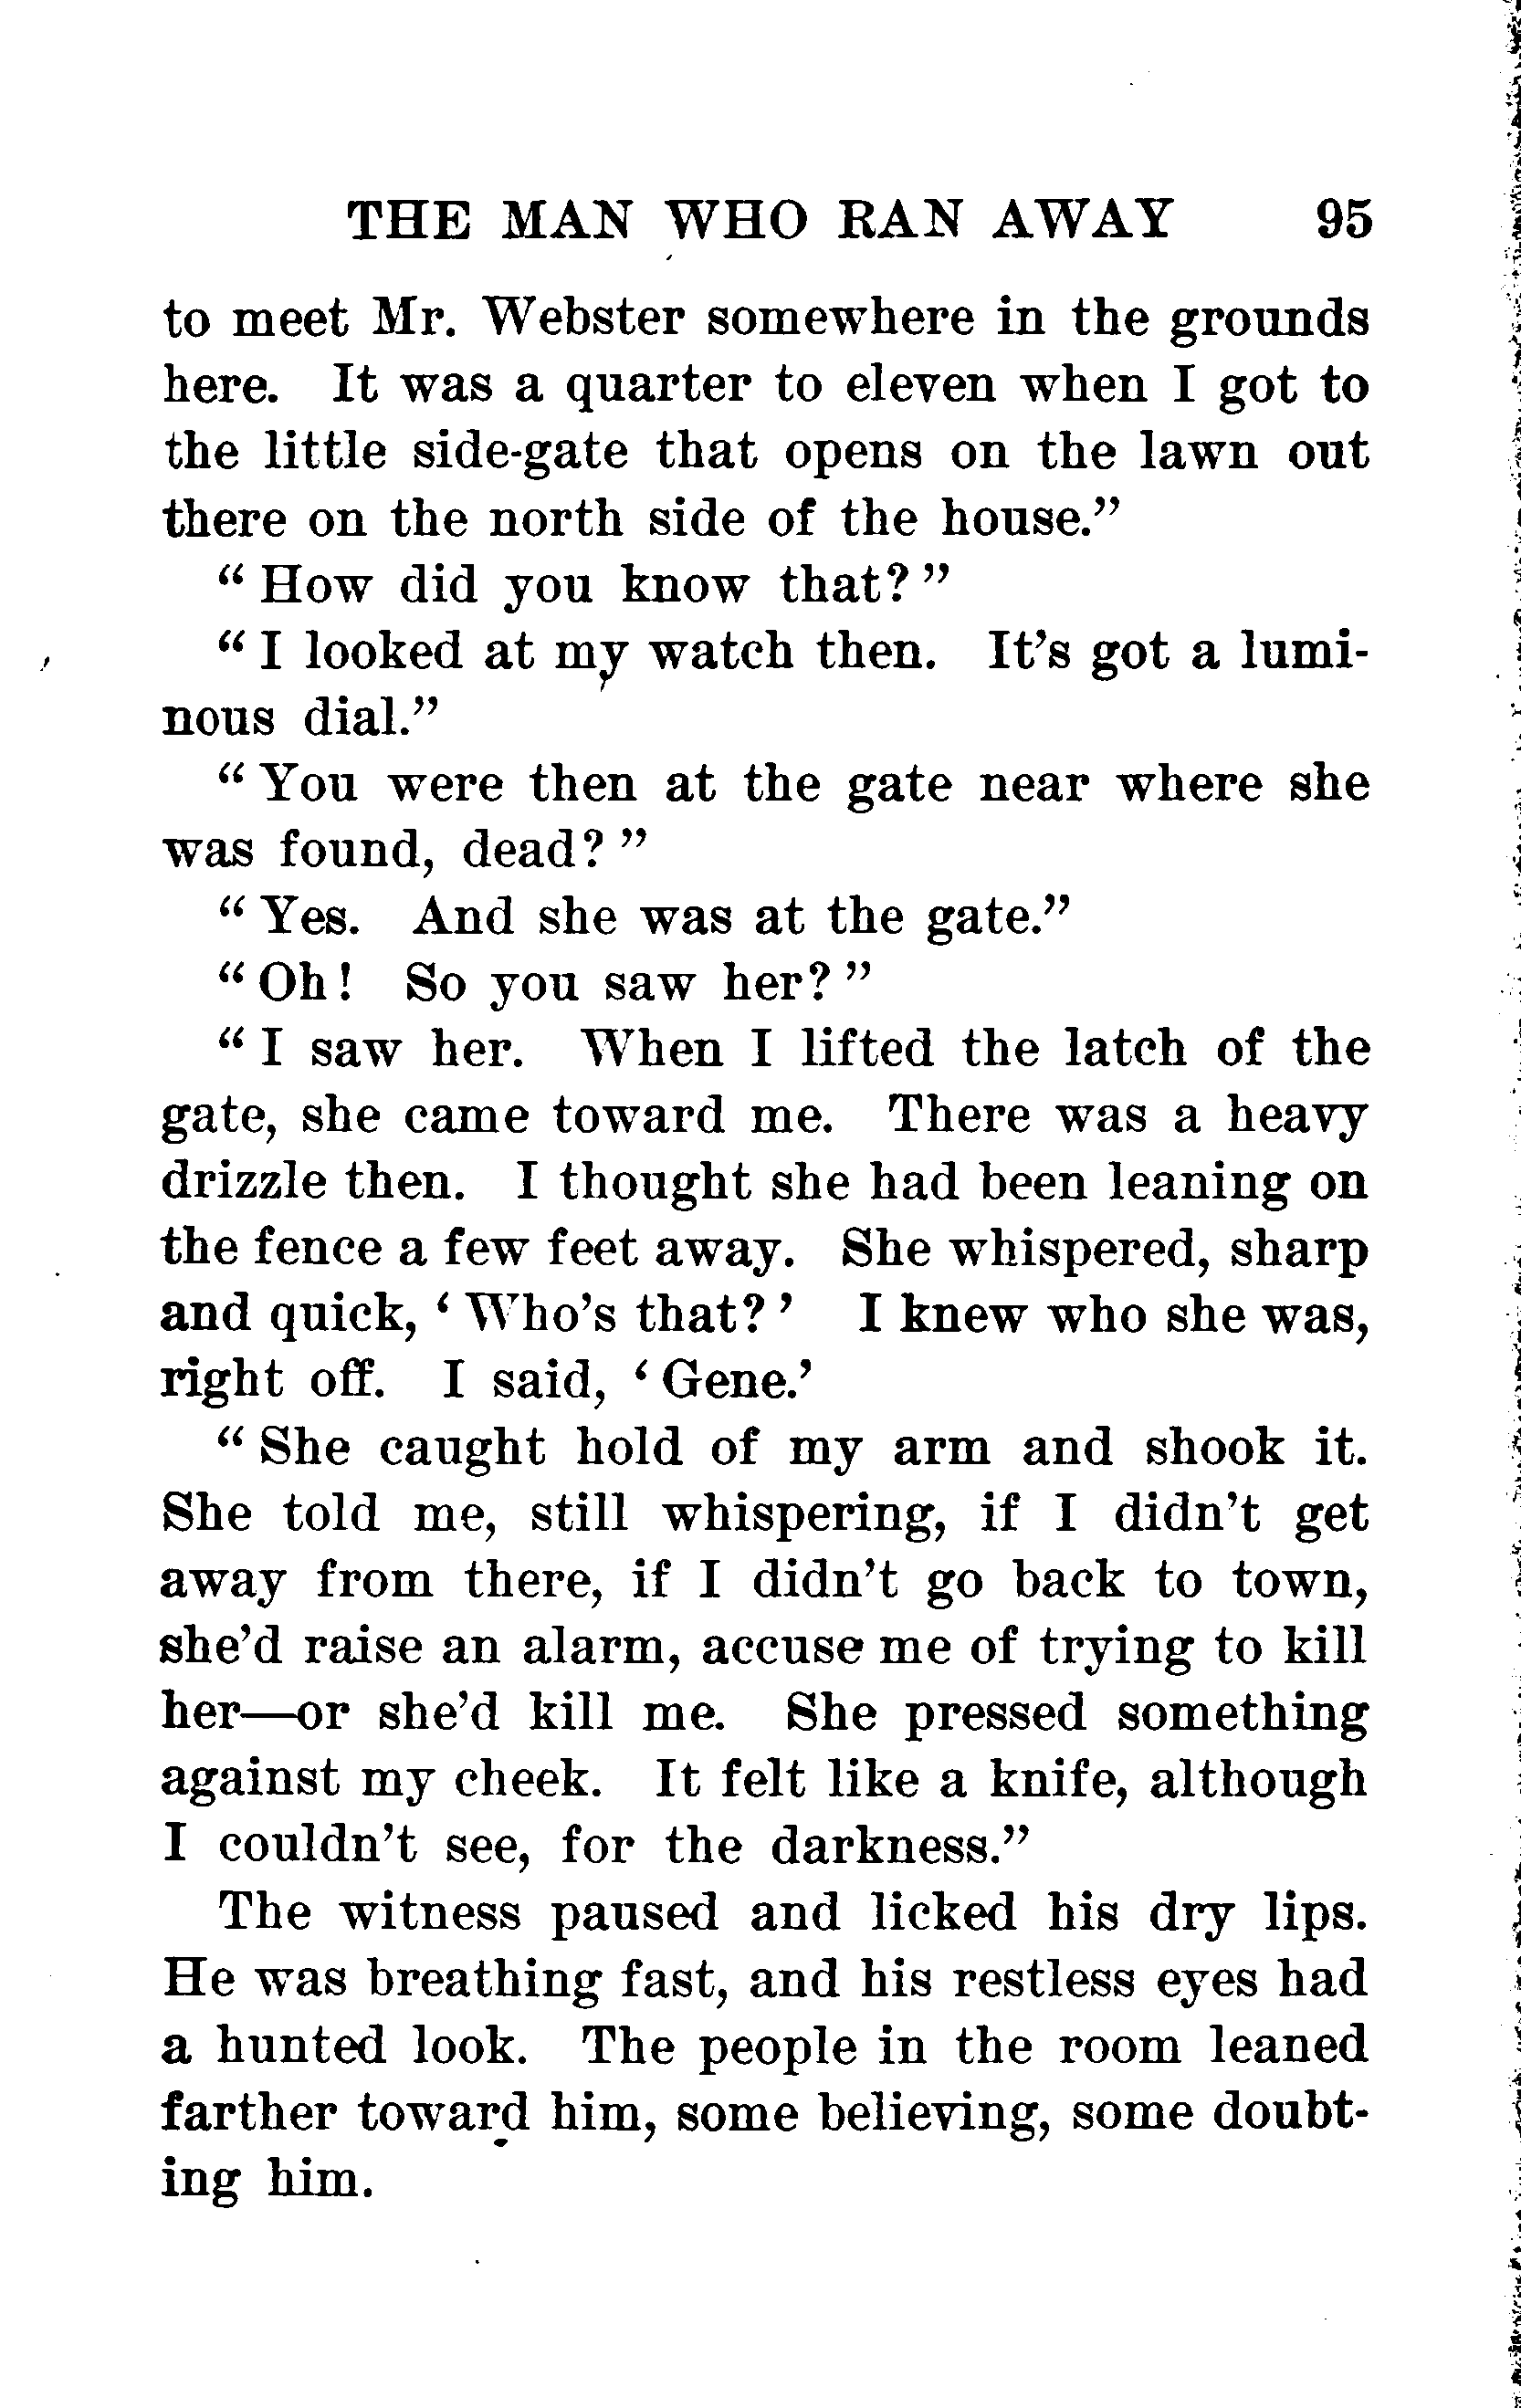 THE MAN WHO RAN AWAY 95
to meet Mr. Webster somewhere in the grounds
here. It was a quarter to eleven when I got to
the little side-gate that opens on the lawn out
there on the north side of the house.”
“ How did you know that? ”
“ I looked at my watch then. It’s got a lumi-
nous dial.”
“ You were then at the gate near where she
was found, dead? ”
“ Yes. And she was at the gate.”
“ Oh! So you saw her? ”
“ I saw her. When I lifted the latch of the
gate, she came toward me. There was a heavy
drizzle then. I thought she had been leaning on
the fence a few feet away. She whispered, sharp
and quick, ‘ Who’s that? ’ I knew who she was,
right off. I said, ‘ Gene.’
“ She caught hold of my arm and shook it.
She told me, still whispering, if I didn’t get
away from there, if I didn’t go back to town,
she’d raise an alarm, accuse me of trying to kill
her—or she’d kill me. She pressed something
against my cheek. It felt like a knife, although
I couldn’t see, for the darkness.”
The witness paused and licked his dry lips.
He was breathing fast, and his restless eyes had
a hunted look. The people in the room leaned
farther toward him, some believing, some doubt-
ing him.